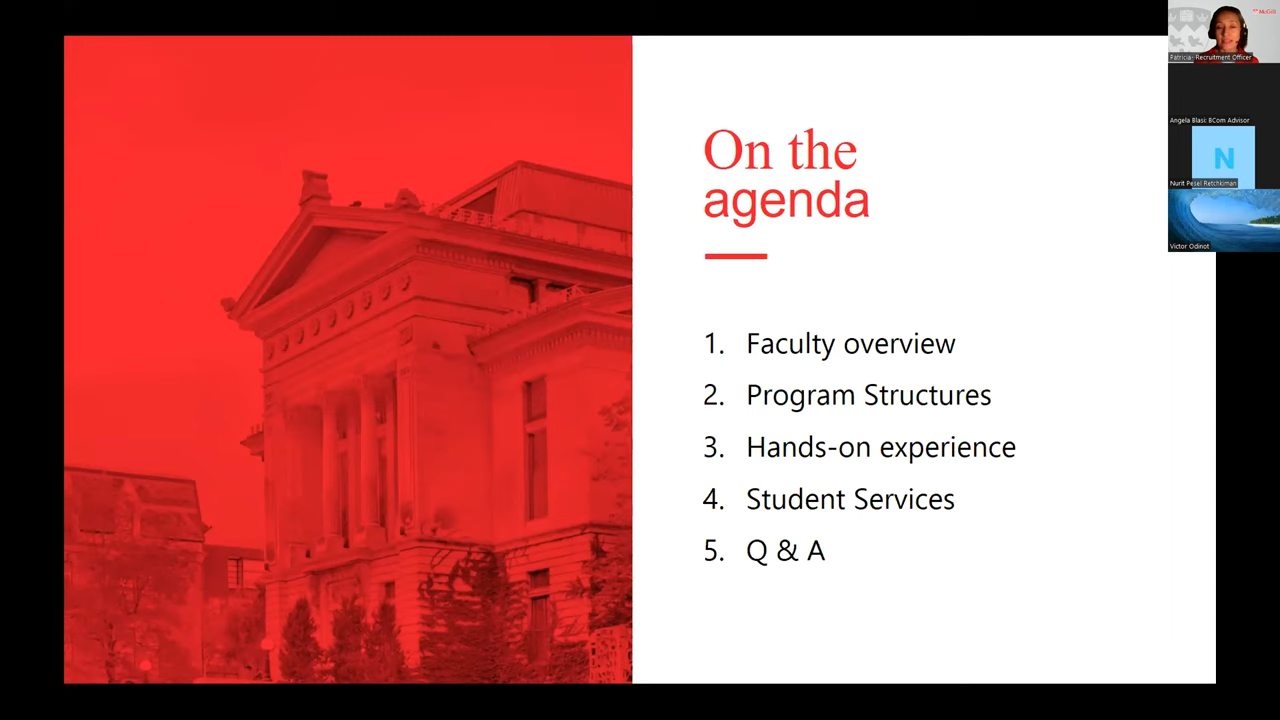 On the
agenda
1. Faculty overview
2. Program Structures
3. Hands-on experience
4. Student Services
5. Q & A
McGill
Patricia- Recruitment Officer
Angela Blasi: BCom Advisor
N
Nurit Pesel Retchkiman
Victor Odinot